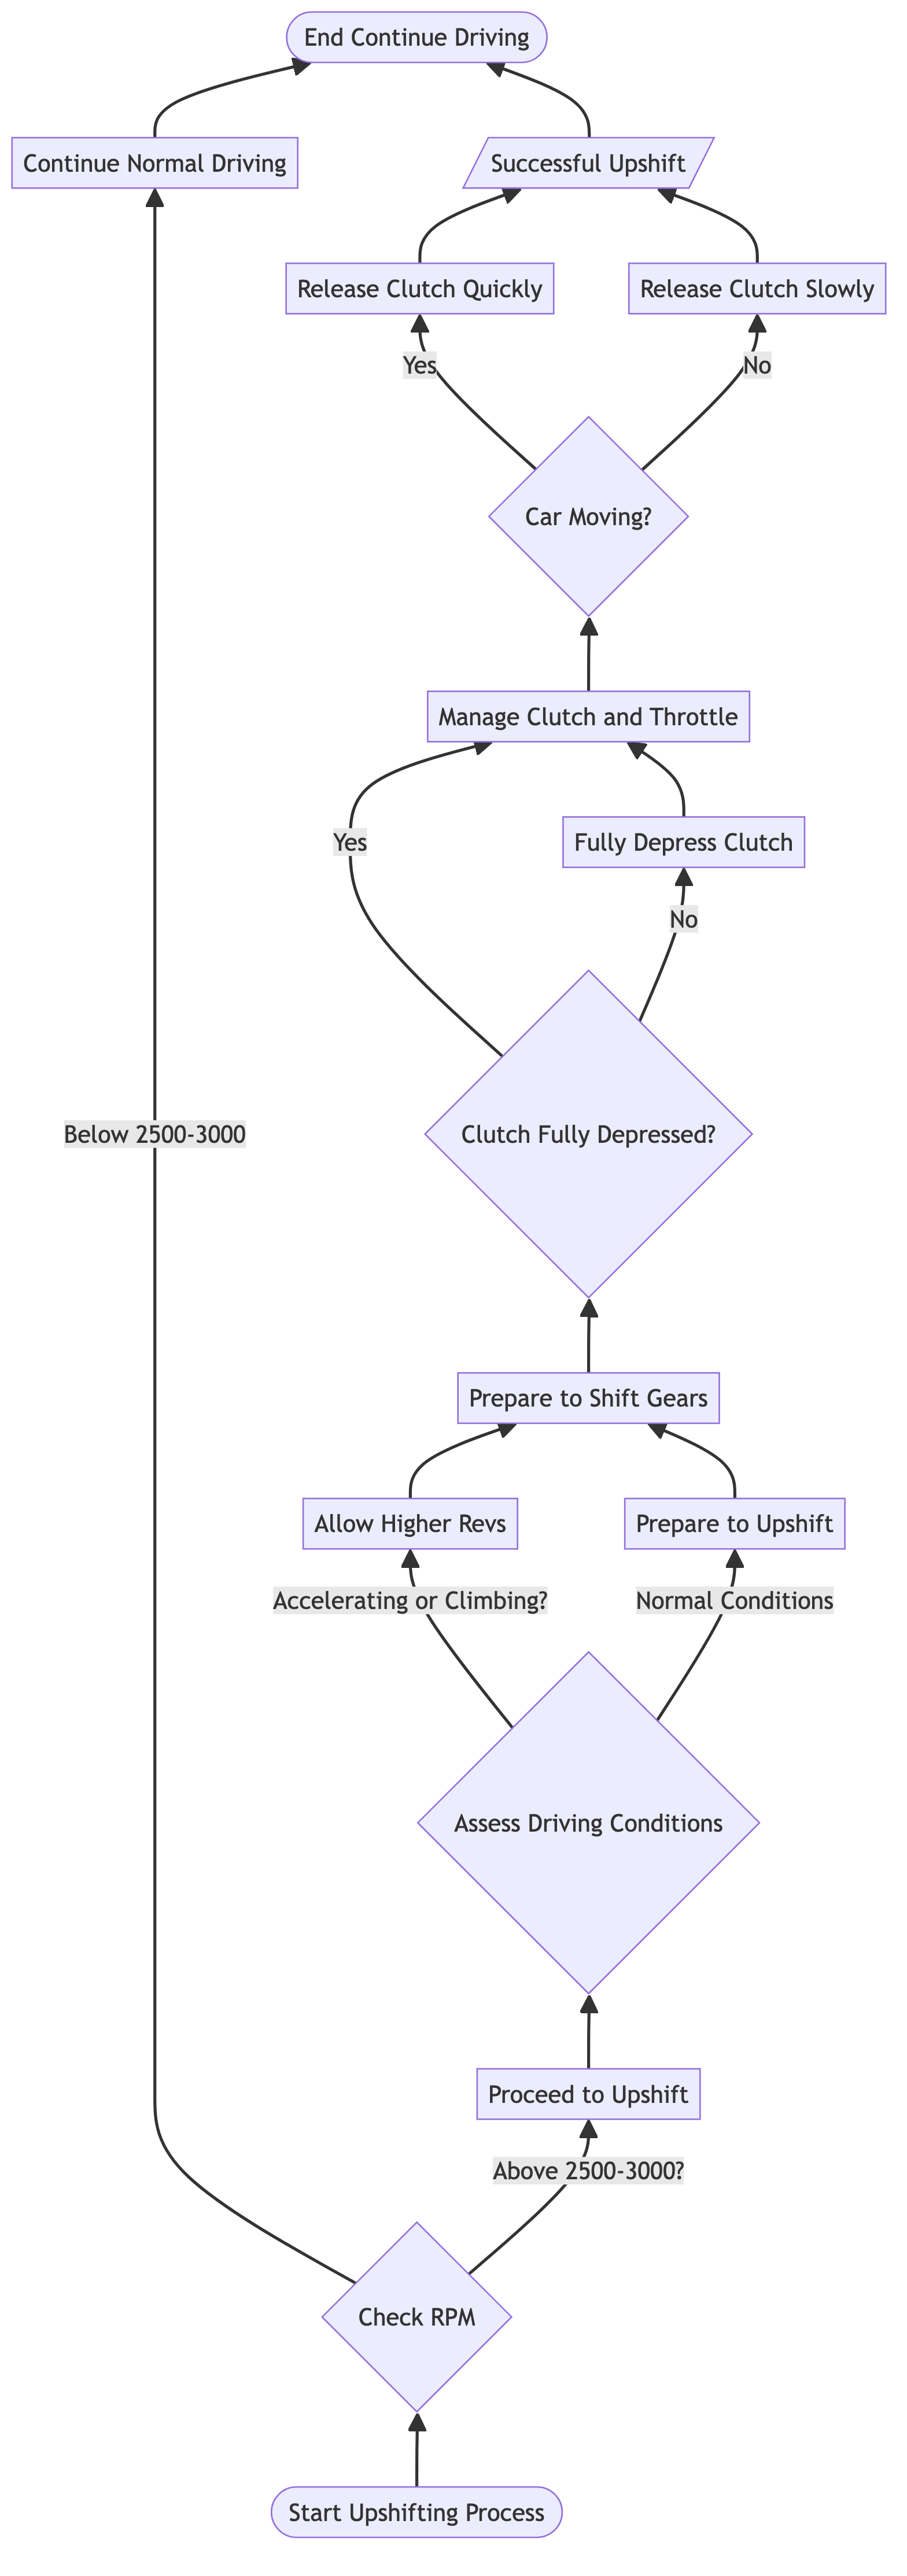 End Continue Driving
Continue Normal Driving
Successful Upshift
Release Clutch Quickly
Release Clutch Slowly
Yes
No
Car Moving?
Manage Clutch and Throttle
Yes
Fully Depress Clutch
No
Below 2500-3000
Clutch Fully Depressed?
Prepare to Shift Gears
Allow Higher Revs
Prepare to Upshift
Accelerating or Climbing?
Normal Conditions
Assess Driving Conditions
Proceed to Upshift
Above 2500-3000?
Check RPM
Start Upshifting Process